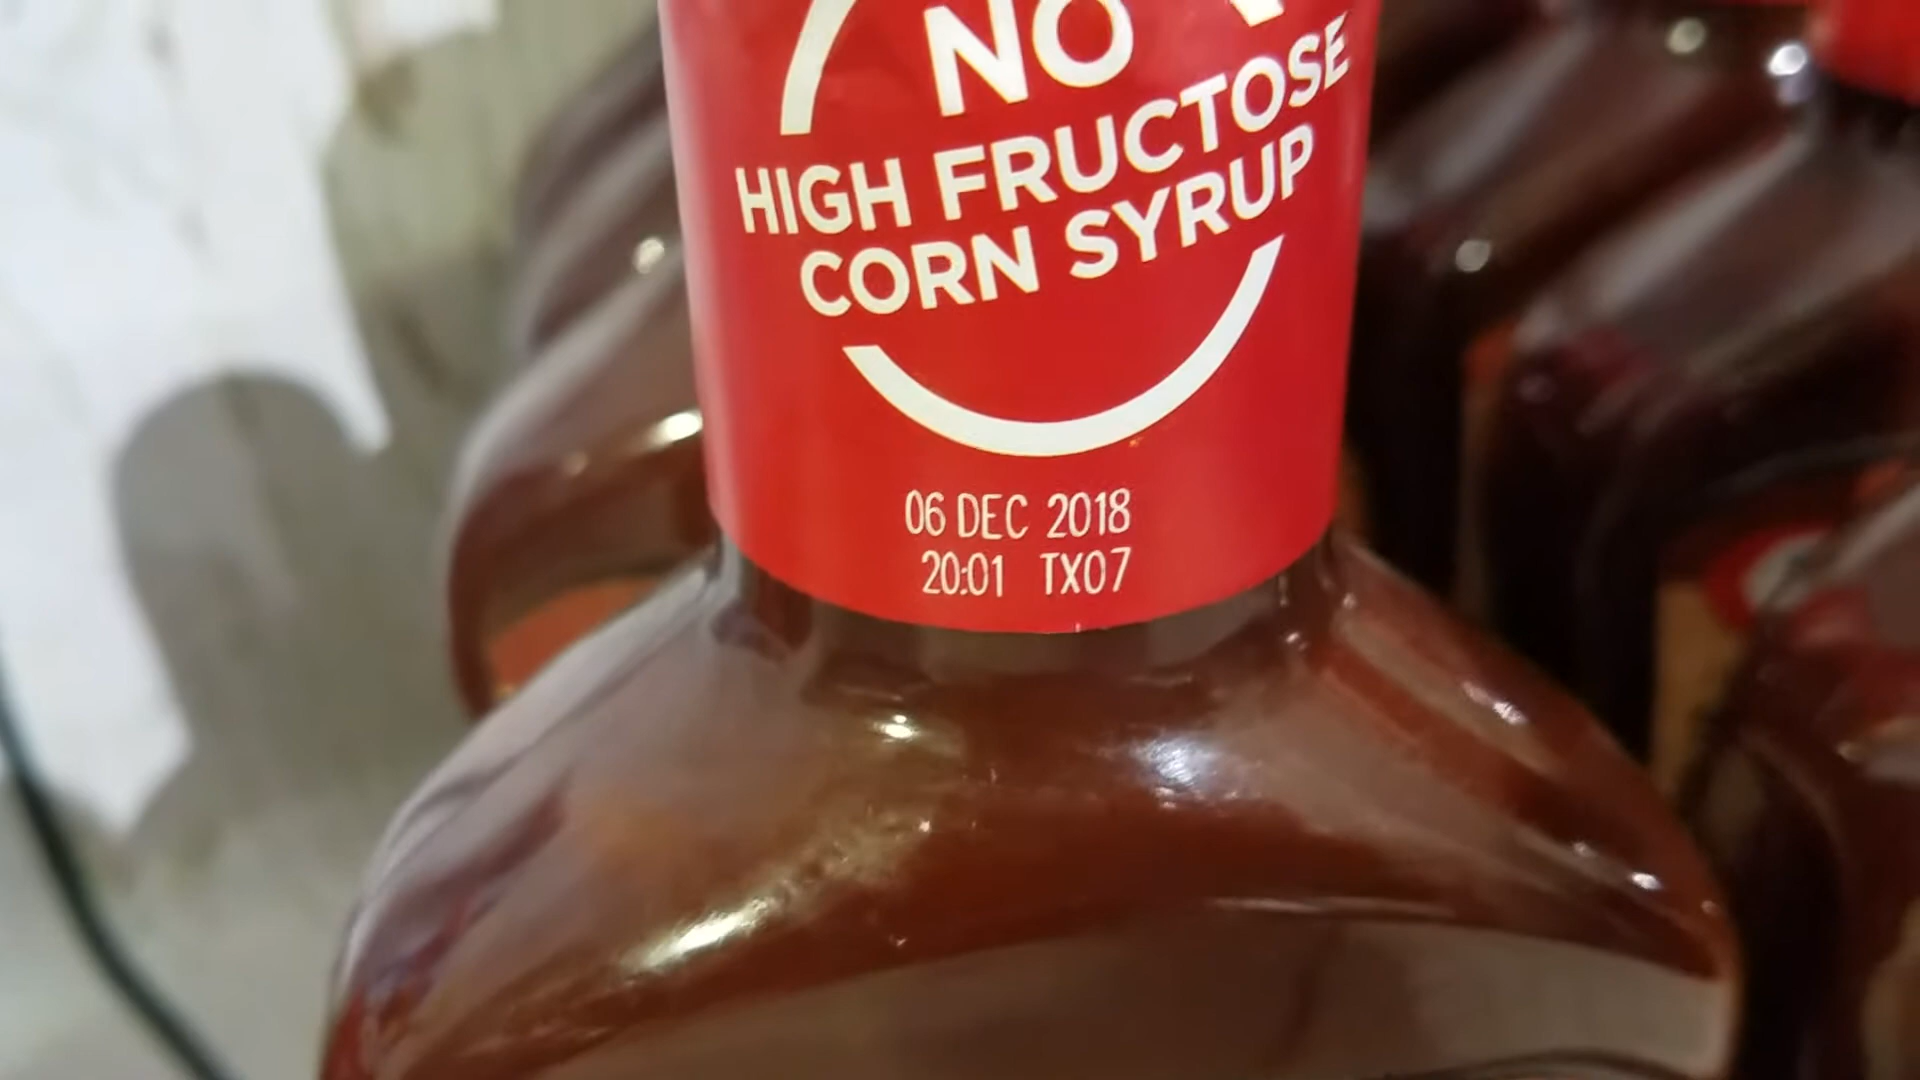 NO
HIGH FRUCTOSE
CORN SYRUP
06 DEC 2018
20:01 TX07